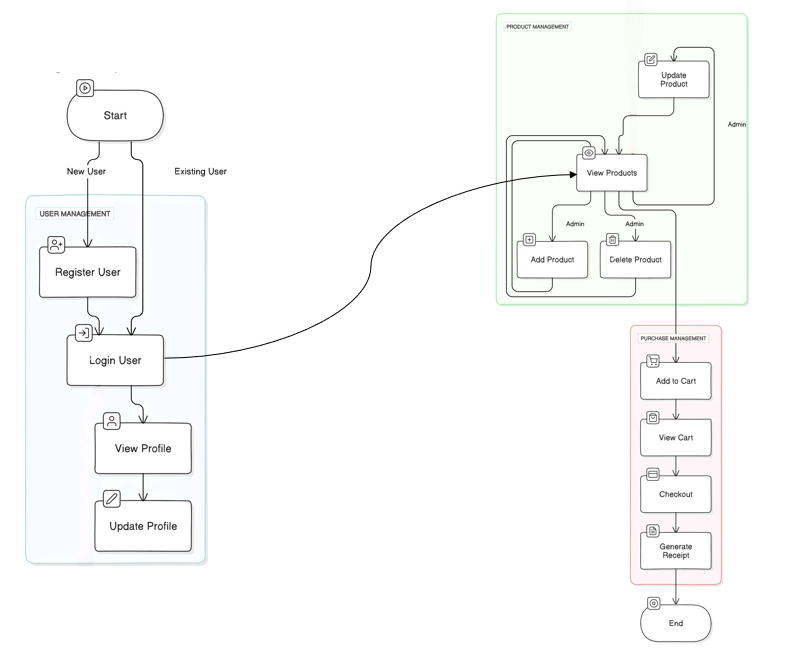 Start
New User
Existing User
USER MANAGEMENT
Register User
Login User
View Profile
Update Profile
PRODUCT MANAGEMENT
Update
Product
Admin
View Products
Admin
Admin
Add Product
Delete Product
PURCHASE MANAGEMENT
Add to Cart
View Cart
Checkout
Generate
Receipt
End